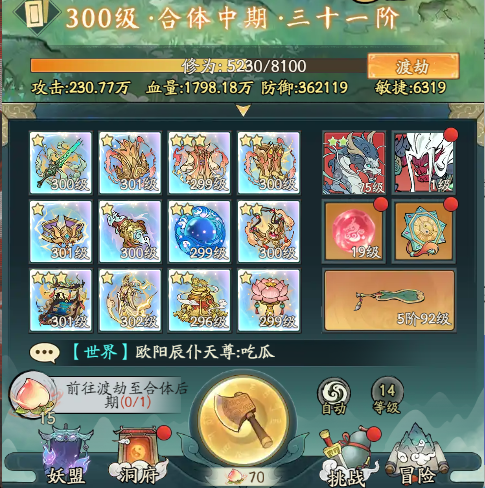 300级·合体中期·三十一阶
修为: 5230/8100
渡劫
攻击:230.77万 血量:1798.18万 防御:362119 敏捷:6319
300级 301级 299级 300级 5级 1级
301级 300级 299级 300级 19级
301级 302级 296级 299级 5阶92级
【世界】欧阳辰仆天尊:吃瓜
前往渡劫至合体后
期(0/1)
15
自动
14
等级
70
妖盟 洞府 挑战 冒险